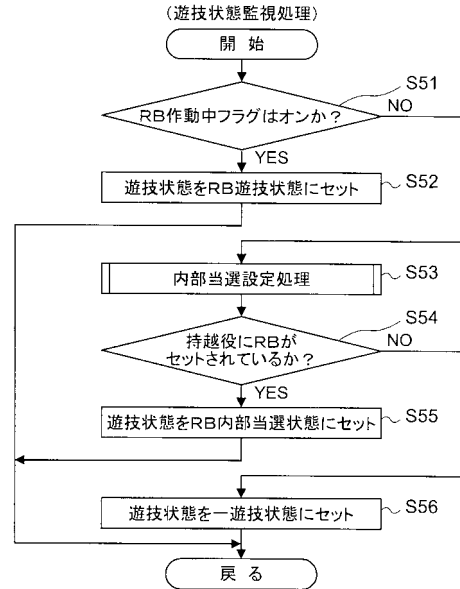 (遊技状態監視処理)
開 始
S51
RB作動中フラグはオンか?
NO
YES
遊技状態をRB遊技状態にセット
S52
内部当選設定処理
S53
S54
持越役にRBが
セットされているか?
NO
YES
遊技状態をRB内部当選状態にセット
S55
遊技状態を一遊技状態にセット
S56
戻 る